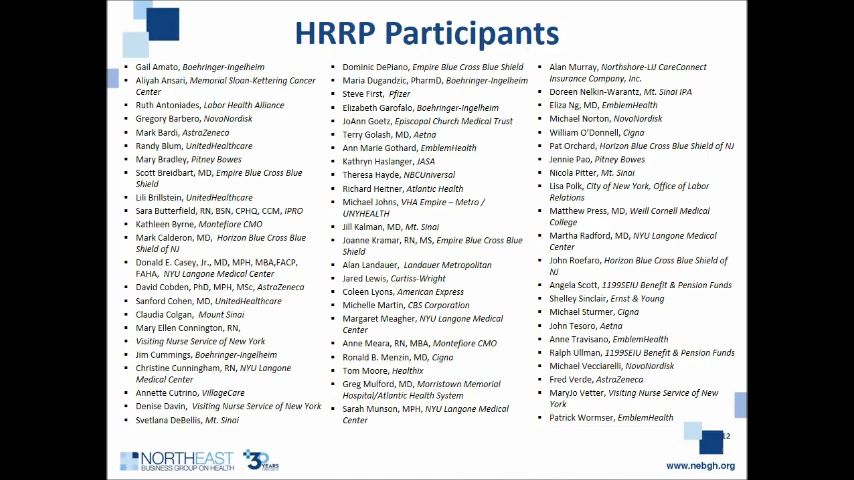 HRRP Participants
Gail Amato, Boehringer-Ingelheim
Aliyah Ansari, Memorial Sloan-Kettering Cancer
Center
Ruth Antoniades, Labor Health Alliance
Gregory Barbero, NovoNordisk
Mark Bardi, AstraZeneca
Randy Blum, UnitedHealthcare
Mary Bradley, Pitney Bowes
Scott Breidbart, MD, Empire Blue Cross Blue
Shield
Lili Brillstein, UnitedHealthcare
Sara Butterfield, RN, BSN, CPHQ, CCM, IPRO
Kathleen Byrne, Montefiore CMO
Mark Calderon, MD, Horizon Blue Cross Blue
Shield of NJ
Donald E. Casey, Jr., MD, MPH, MBA,FACP,
FAHA, NYU Langone Medical Center
David Cobden, PhD, MPH, MSc, AstraZeneca
Sanford Cohen, MD, UnitedHealthcare
Claudia Colgan, Mount Sinai
Mary Ellen Connington, RN,
Visiting Nurse Service of New York
Jim Cummings, Boehringer-Ingelheim
Christine Cunningham, RN, NYU Langone
Medical Center
Annette Cutrino, VillageCare
Denise Davin, Visiting Nurse Service of New York
Svetlana DeBellis, Mt. Sinai
Dominic DePiano, Empire Blue Cross Blue Shield
Maria Dugandzic, PharmD, Boehringer-Ingelheim
Steve First, Pfizer
Elizabeth Garofalo, Boehringer-Ingelheim
JoAnn Goetz, Episcopal Church Medical Trust
Terry Golash, MD, Aetna
Ann Marie Gothard, EmblemHealth
Kathryn Haslanger, JASA
Theresa Hayde, NBCUniversal
Richard Heitner, Atlantic Health
Michael Johns, VHA Empire – Metro /
UNYHEALTH
Jill Kalman, MD, Mt. Sinai
Joanne Kramar, RN, MS, Empire Blue Cross Blue
Shield
Alan Landauer, Landauer Metropolitan
Jared Lewis, Curtiss-Wright
Coleen Lyons, American Express
Michelle Martin, CBS Corporation
Margaret Meagher, NYU Langone Medical
Center
Anne Meara, RN, MBA, Montefiore CMO
Ronald B. Menzin, MD, Cigna
Tom Moore, Healthix
Greg Mulford, MD, Morristown Memorial
Hospital/Atlantic Health System
Sarah Munson, MPH, NYU Langone Medical
Center
Alan Murray, Northshore-LIJ CareConnect
Insurance Company, Inc.
Doreen Nelkin-Warantz, Mt. Sinai IPA
Eliza Ng, MD, EmblemHealth
Michael Norton, NovoNordisk
William O'Donnell, Cigna
Pat Orchard, Horizon Blue Cross Blue Shield of NJ
Jennie Pao, Pitney Bowes
Nicola Pitter, Mt. Sinai
Lisa Polk, City of New York, Office of Labor
Relations
Matthew Press, MD, Weill Cornell Medical
College
Martha Radford, MD, NYU Langone Medical
Center
John Roefaro, Horizon Blue Cross Blue Shield of
NJ
Angela Scott, 1199SEIU Benefit & Pension Funds
Shelley Sinclair, Ernst & Young
Michael Sturmer, Cigna
John Tesoro, Aetna
Anne Travisano, EmblemHealth
Ralph Ullman, 1199SEIU Benefit & Pension Funds
Michael Vecciarelli, NovoNordisk
Fred Verde, AstraZeneca
MaryJo Vetter, Visiting Nurse Service of New
York
Patrick Wormser, EmblemHealth
12
NORTHEAST
BUSINESS GROUP ON HEALTH
30
YEARS
www.nebgh.org